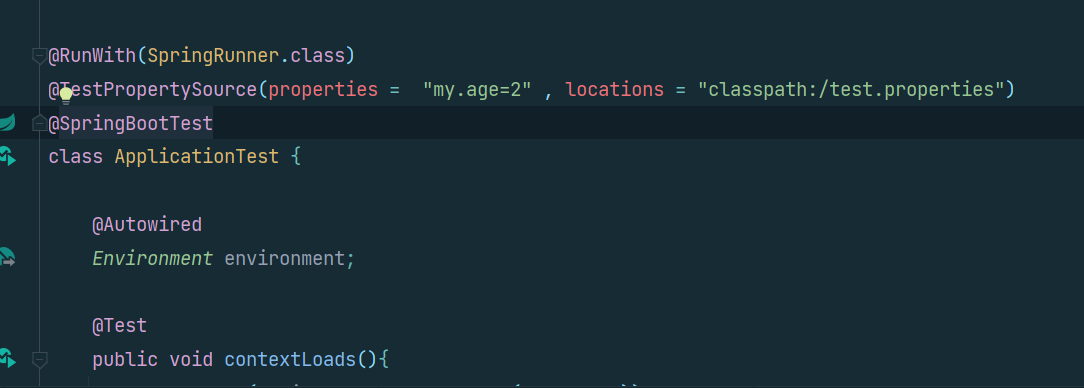 @RunWith(SpringRunner.class)
@TestPropertySource(properties =  "my.age=2" , locations = "classpath:/test.properties")
@SpringBootTest
class ApplicationTest {
@Autowired
Environment environment;
@Test
public void contextLoads(){